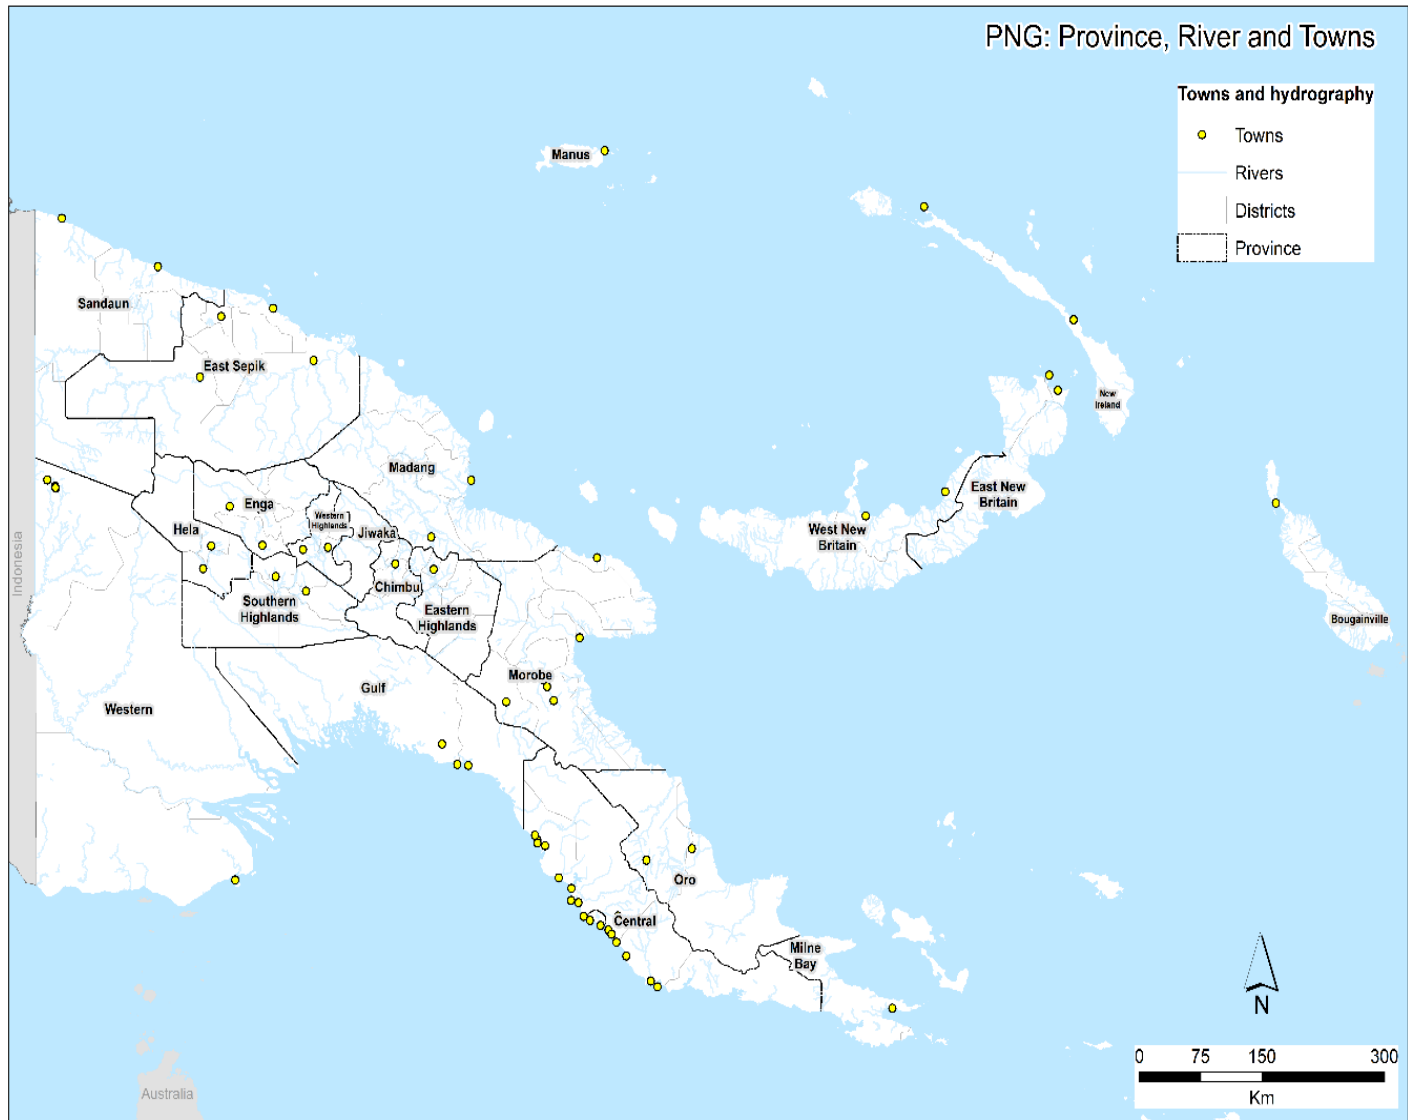 PNG: Province, River and Towns
Towns and hydrography
Towns
Rivers
Districts
Province
Manus
Sandaun
East Sepik
New
Ireland
Madang
Enga
East New
Britain
Western
Highlands
Hela
Jiwaka
West New
Britain
Indonesia
Chimbu
Southern
Highlands
Eastern
Highlands
Bougainville
Morobe
Gulf
Western
Oro
Central
Milne
Bay
N
0 75 150 300
Km
Australia